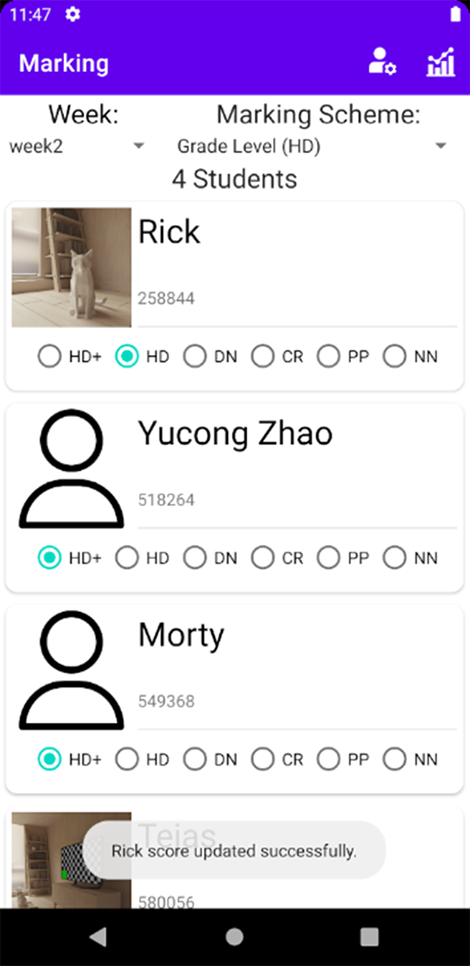 11:47
Marking
Week: Marking Scheme:
week2 Grade Level (HD)
4 Students
Rick
258844
HD+ HD DN CR PP NN
Yucong Zhao
518264
HD+ HD DN CR PP NN
Morty
549368
HD+ HD DN CR PP NN
Tejas
Rick score updated successfully.
580056